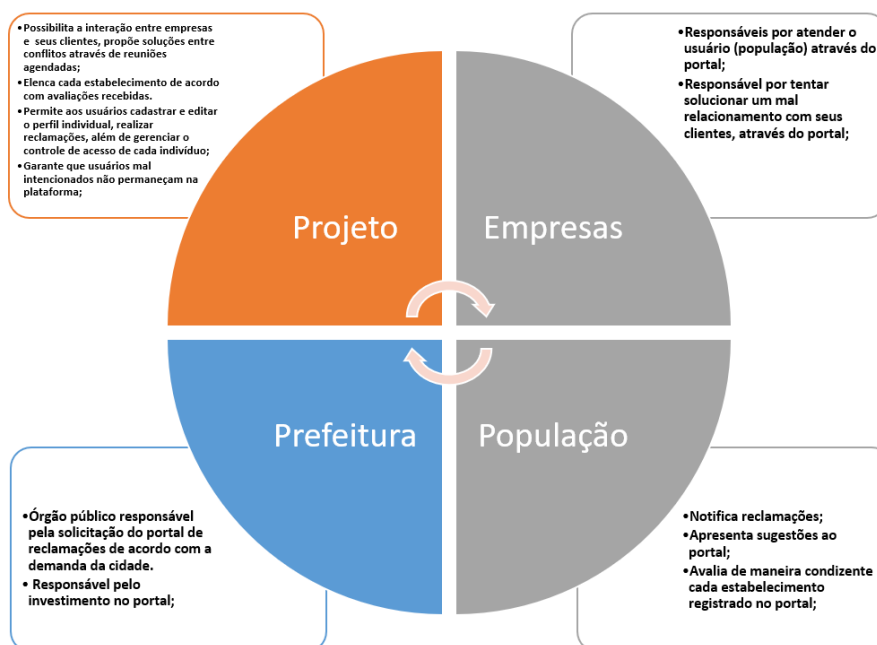 •Possibilita a interação entre empresas
e seus clientes, propõe soluções entre
conflitos através de reuniões
agendadas;
•Elenca cada estabelecimento de acordo
com avaliações recebidas.
•Permite aos usuários cadastrar e editar
o perfil individual, realizar
reclamações, além de gerenciar o
controle de acesso de cada indivíduo;
•Garante que usuários mal
intencionados não permaneçam na
plataforma;
•Responsáveis por atender o
usuário (população) através do
portal;
•Responsável por tentar
solucionar um mal
relacionamento com seus
clientes, através do portal;
Projeto
Empresas
Prefeitura
População
•Órgão público responsável
pela solicitação do portal de
reclamações de acordo com a
demanda da cidade.
• Responsável pelo
investimento no portal;
•Notifica reclamações;
•Apresenta sugestões ao
portal;
•Avalia de maneira condizente
cada estabelecimento
registrado no portal;